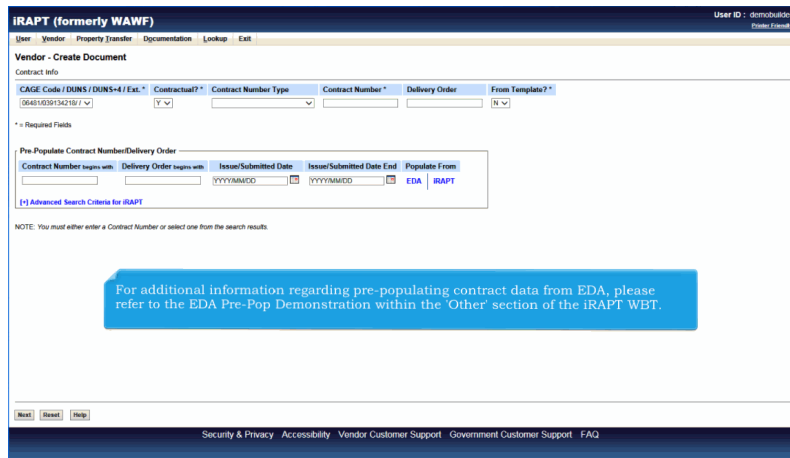 iRAPT (formerly WAWF)
User ID : demobuilde
Printer Friendl
User Vendor Property Transfer Documentation Lookup Exit
Vendor - Create Document
Contract Info
CAGE Code / DUNS / DUNS+4 / Ext. * Contractual? * Contract Number Type Contract Number * Delivery Order From Template? *
06481/039134218/ / Y N
* = Required Fields
Pre-Populate Contract Number/Delivery Order
Contract Number begins with Delivery Order begins with Issue/Submitted Date Issue/Submitted Date End Populate From
YYYY/MM/DD YYYY/MM/DD EDA iRAPT
[+] Advanced Search Criteria for iRAPT
NOTE: You must either enter a Contract Number or select one from the search results.
For additional information regarding pre-populating contract data from EDA, please
refer to the EDA Pre-Pop Demonstration within the 'Other' section of the iRAPT WBT.
Next Reset Help
Security & Privacy Accessibility Vendor Customer Support Government Customer Support FAQ